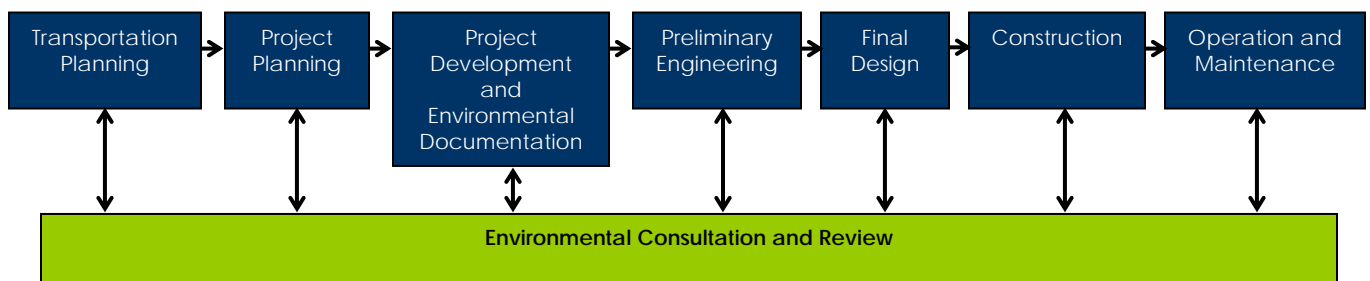 Transportation
Planning
Project
Planning
Project
Development
and
Environmental
Documentation
Preliminary
Engineering
Final
Design
Construction
Operation and
Maintenance
Environmental Consultation and Review